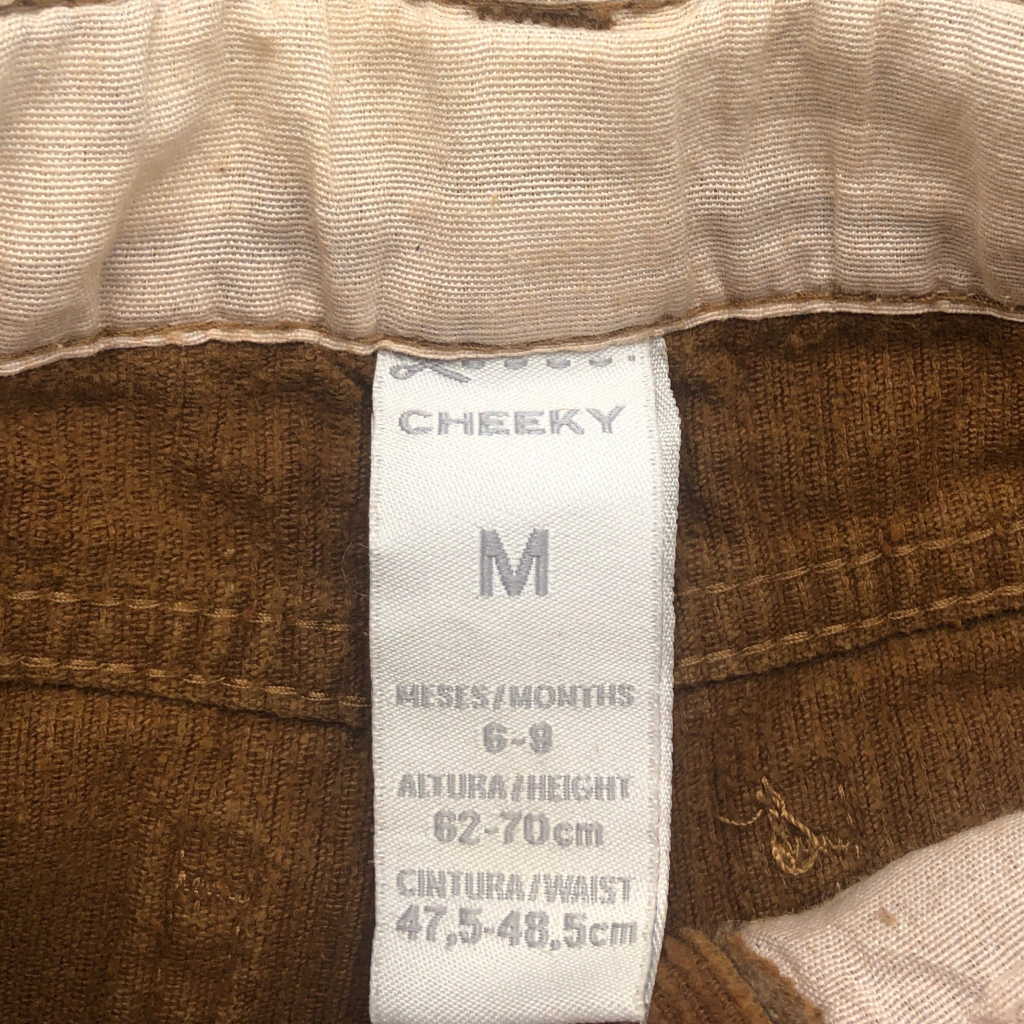 CHEEKY
M
MESES/MONTHS
6-9
ALTURA/HEIGHT
62-70cm
CINTURA/WAIST
47,5-48,5cm